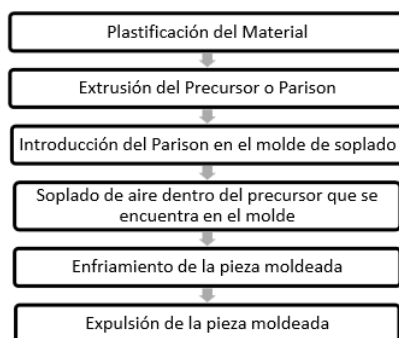 Plastificación del Material
Extrusión del Precursor o Parison
Introducción del Parison en el molde de soplado
Soplado de aire dentro del precursor que se
encuentra en el molde
Enfriamiento de la pieza moldeada
Expulsión de la pieza moldeada